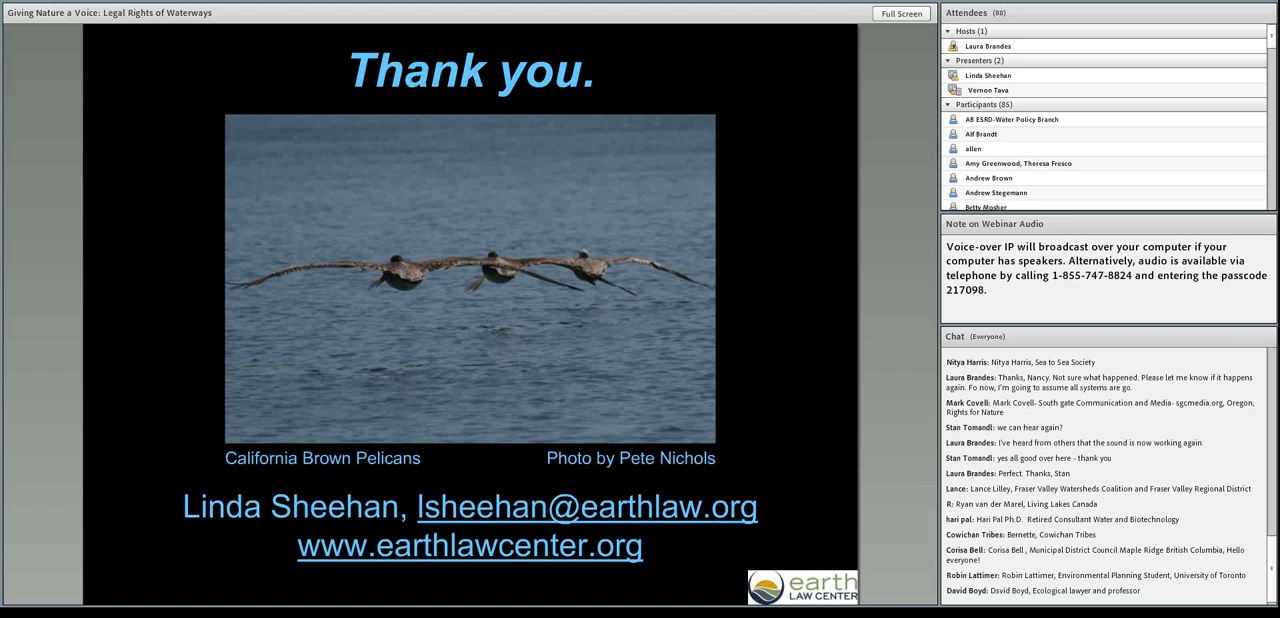 Giving Nature a Voice: Legal Rights of Waterways
Full Screen
Thank you.
California Brown Pelicans
Photo by Pete Nichols
Linda Sheehan, lsheehan@earthlaw.org
www.earthlawcenter.org
earth
LAW CENTER
Attendees (88)
Hosts (1)
Laura Brandes
Presenters (2)
Linda Sheehan
Vernon Tava
Participants (85)
AB ESRD-Water Policy Branch
Alf Brandt
allen
Amy Greenwood, Theresa Fresco
Andrew Brown
Andrew Stegemann
Betty Mosher
Note on Webinar Audio
Voice-over IP will broadcast over your computer if your
computer has speakers. Alternatively, audio is available via
telephone by calling 1-855-747-8824 and entering the passcode
217098.
Chat (Everyone)
Nitya Harris: Nitya Harris, Sea to Sea Society
Laura Brandes: Thanks, Nancy. Not sure what happened. Please let me know if it happens
again. Fo now, I'm going to assume all systems are go.
Mark Covell: Mark Covell- South gate Communication and Media- sgcmedia.org, Oregon,
Rights for Nature
Stan Tomandl: we can hear again?
Laura Brandes: I've heard from others that the sound is now working again
Stan Tomandl: yes all good over here - thank you
Laura Brandes: Perfect. Thanks, Stan
Lance: Lance Lilley, Fraser Valley Watersheds Coalition and Fraser Valley Regional District
R: Ryan van der Marel, Living Lakes Canada
hari pal: Hari Pal Ph.D. Retired Consultant Water and Biotechnology
Cowichan Tribes: Bernette, Cowichan Tribes
Corisa Bell: Corisa Bell , Municipal District Council Maple Ridge British Columbia, Hello
everyone!
Robin Lattimer: Robin Lattimer, Environmental Planning Student, University of Toronto
David Boyd: Dsvid Boyd, Ecological lawyer and professor